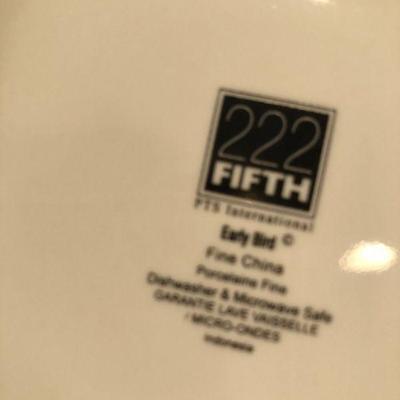 222
FIFTH
PTS International
Early Bird ©
Fine China
Porcelaine Fine
Dishwasher & Microwave Safe
GARANTIE LAVE VAISSELLE
/ MICRO-ONDES
Indonesia